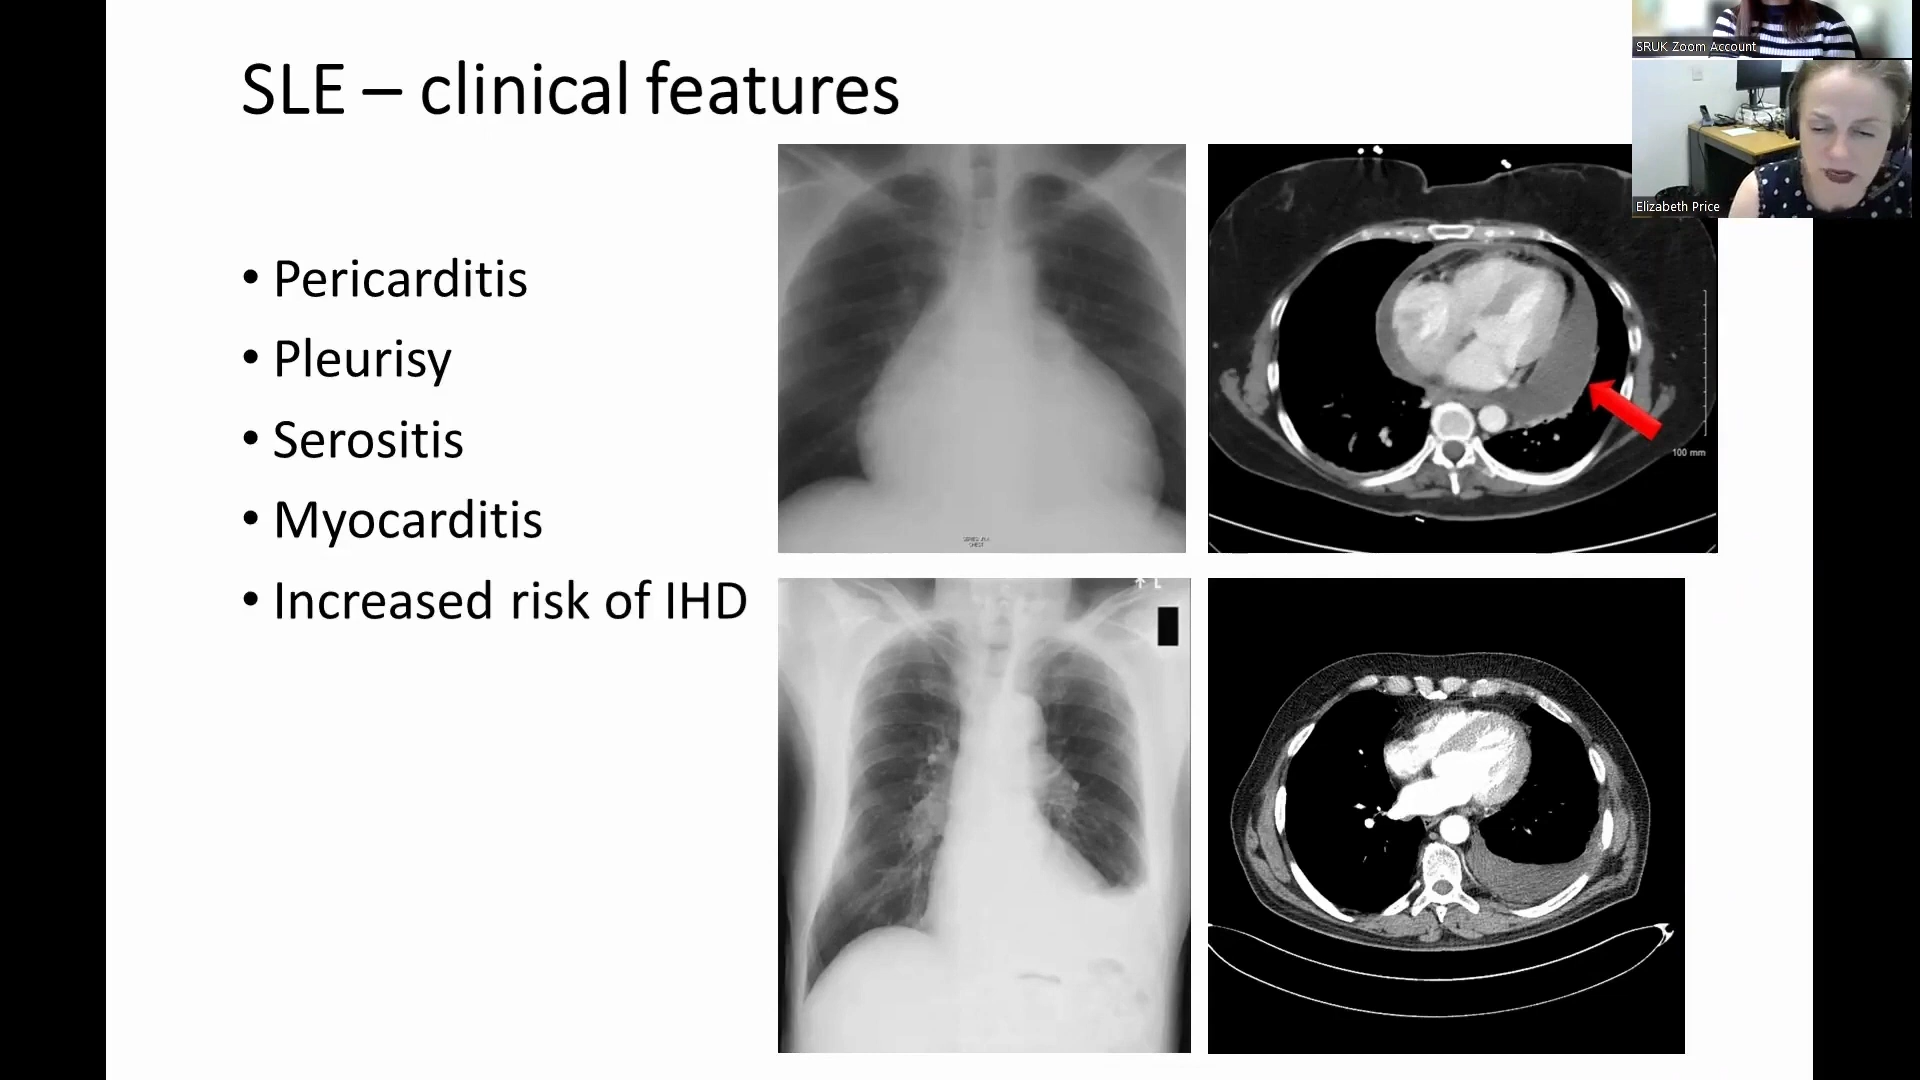 SLE – clinical features
• Pericarditis
• Pleurisy
• Serositis
• Myocarditis
• Increased risk of IHD
SRUK Zoom Account
Elizabeth Price
100 mm
L